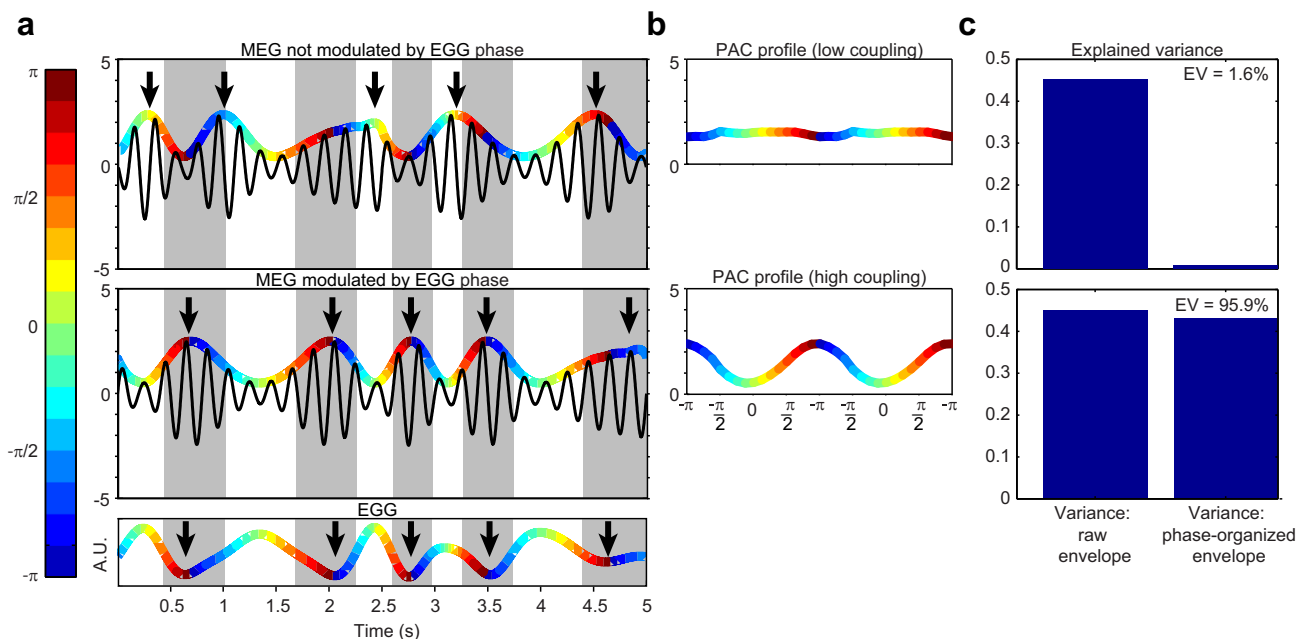 a
MEG not modulated by EGG phase
π
π/2
0
-π/2
-π
5
0
-5
MEG modulated by EGG phase
5
0
5
EGG
A.U.
0.5 1 1.5 2 2.5 3 3.5 4 4.5 5
Time (s)
b
PAC profile (low coupling)
5
0
PAC profile (high coupling)
5
0
-π -π/2 0 π/2 -π -π/2 0 π/2 -π
c
Explained variance
EV = 1.6%
0.5
0.4
0.3
0.2
0.1
0
EV = 95.9%
0.5
0.4
0.3
0.2
0.1
0
Variance:
raw
envelope
Variance:
phase-organized
envelope